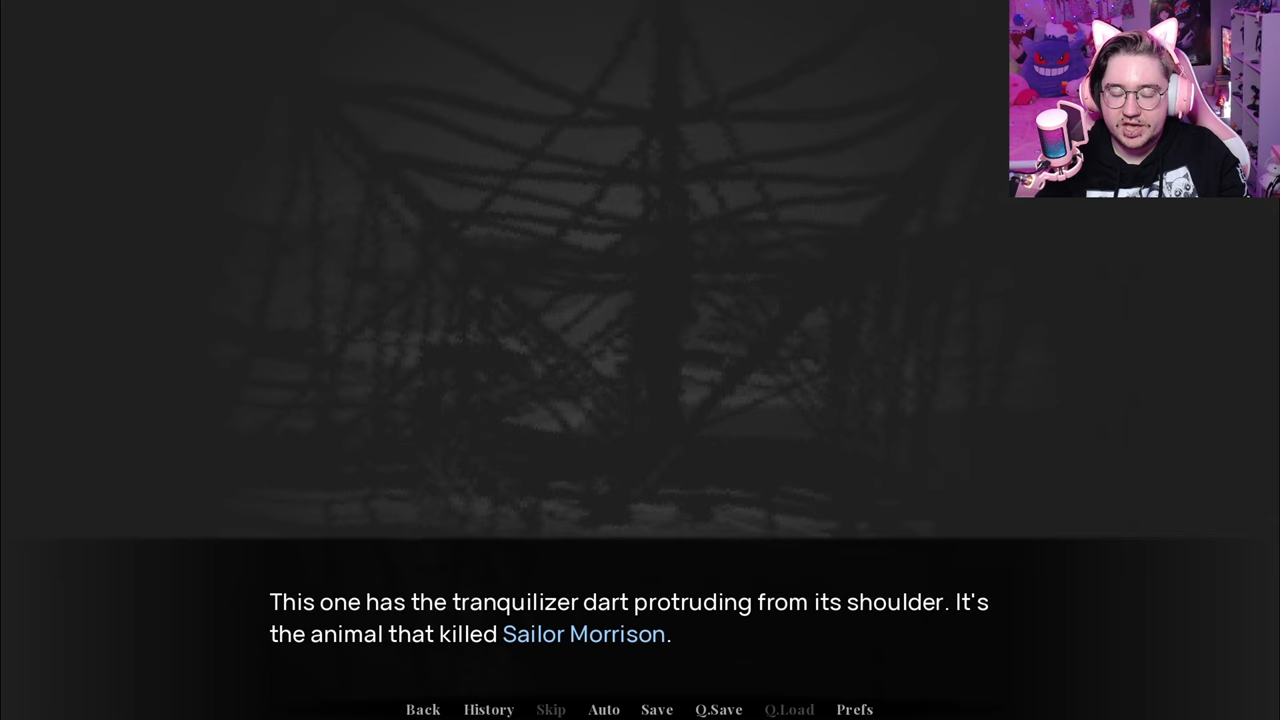 This one has the tranquilizer dart protruding from its shoulder. It's
the animal that killed Sailor Morrison.
Back History Skip Auto Save Q.Save Q.Load Prefs